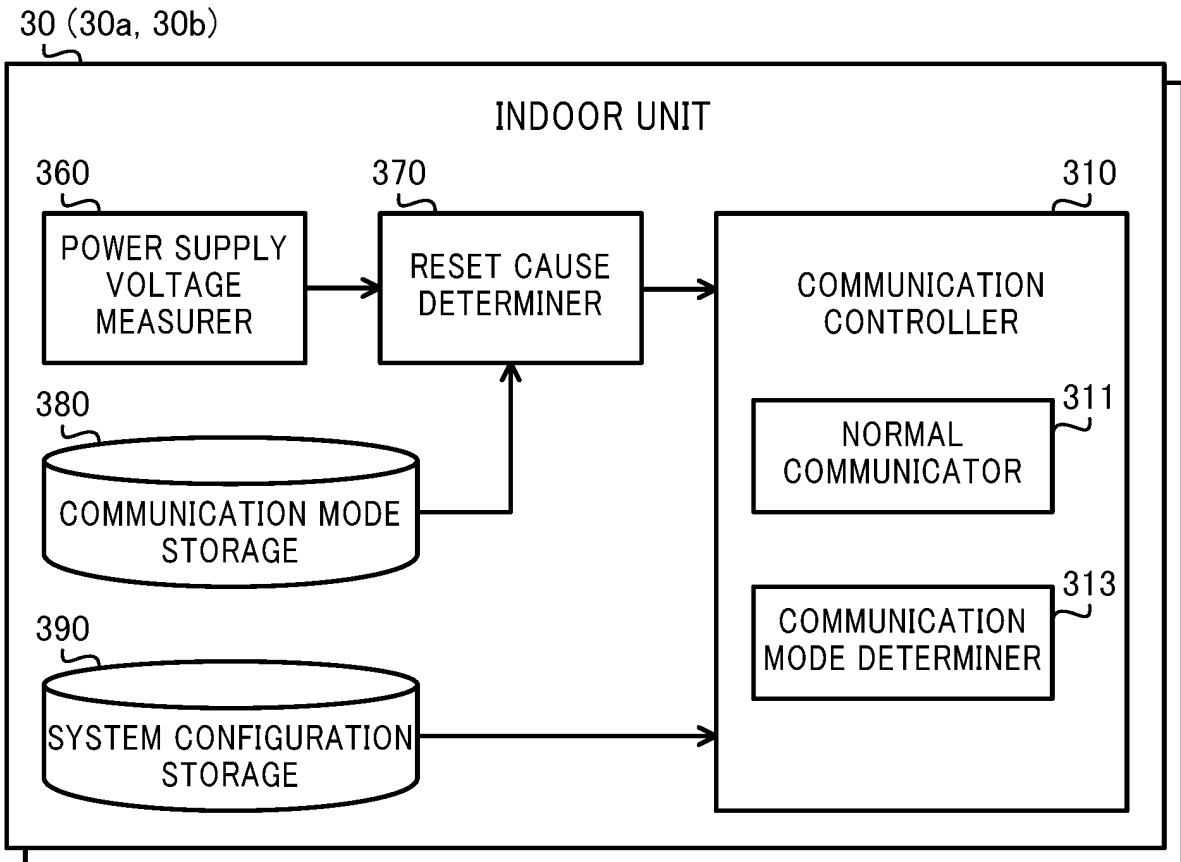 30 (30a, 30b)
INDOOR UNIT
360
POWER SUPPLY
VOLTAGE
MEASURER
370
RESET CAUSE
DETERMINER
310
COMMUNICATION
CONTROLLER
311
NORMAL
COMMUNICATOR
313
COMMUNICATION
MODE DETERMINER
380
COMMUNICATION MODE
STORAGE
390
SYSTEM CONFIGURATION
STORAGE